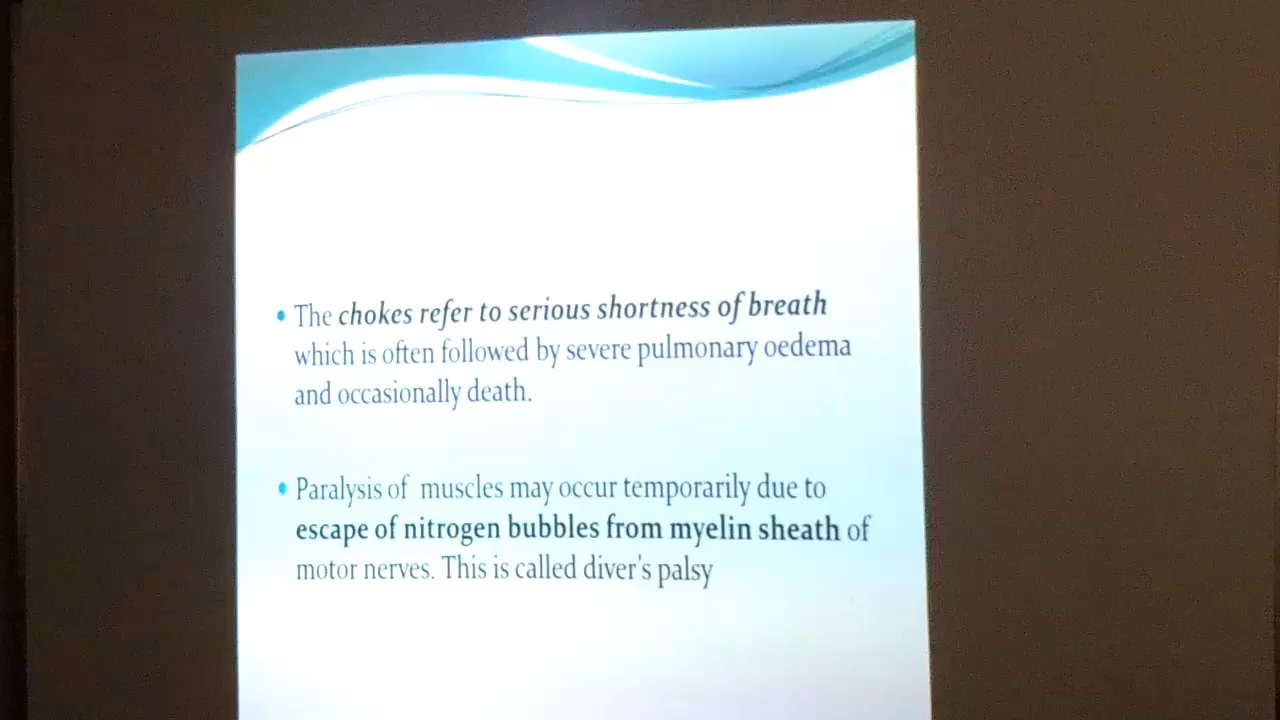 • The chokes refer to serious shortness of breath
which is often followed by severe pulmonary oedema
and occasionally death.
• Paralysis of muscles may occur temporarily due to
escape of nitrogen bubbles from myelin sheath of
motor nerves. This is called diver's palsy